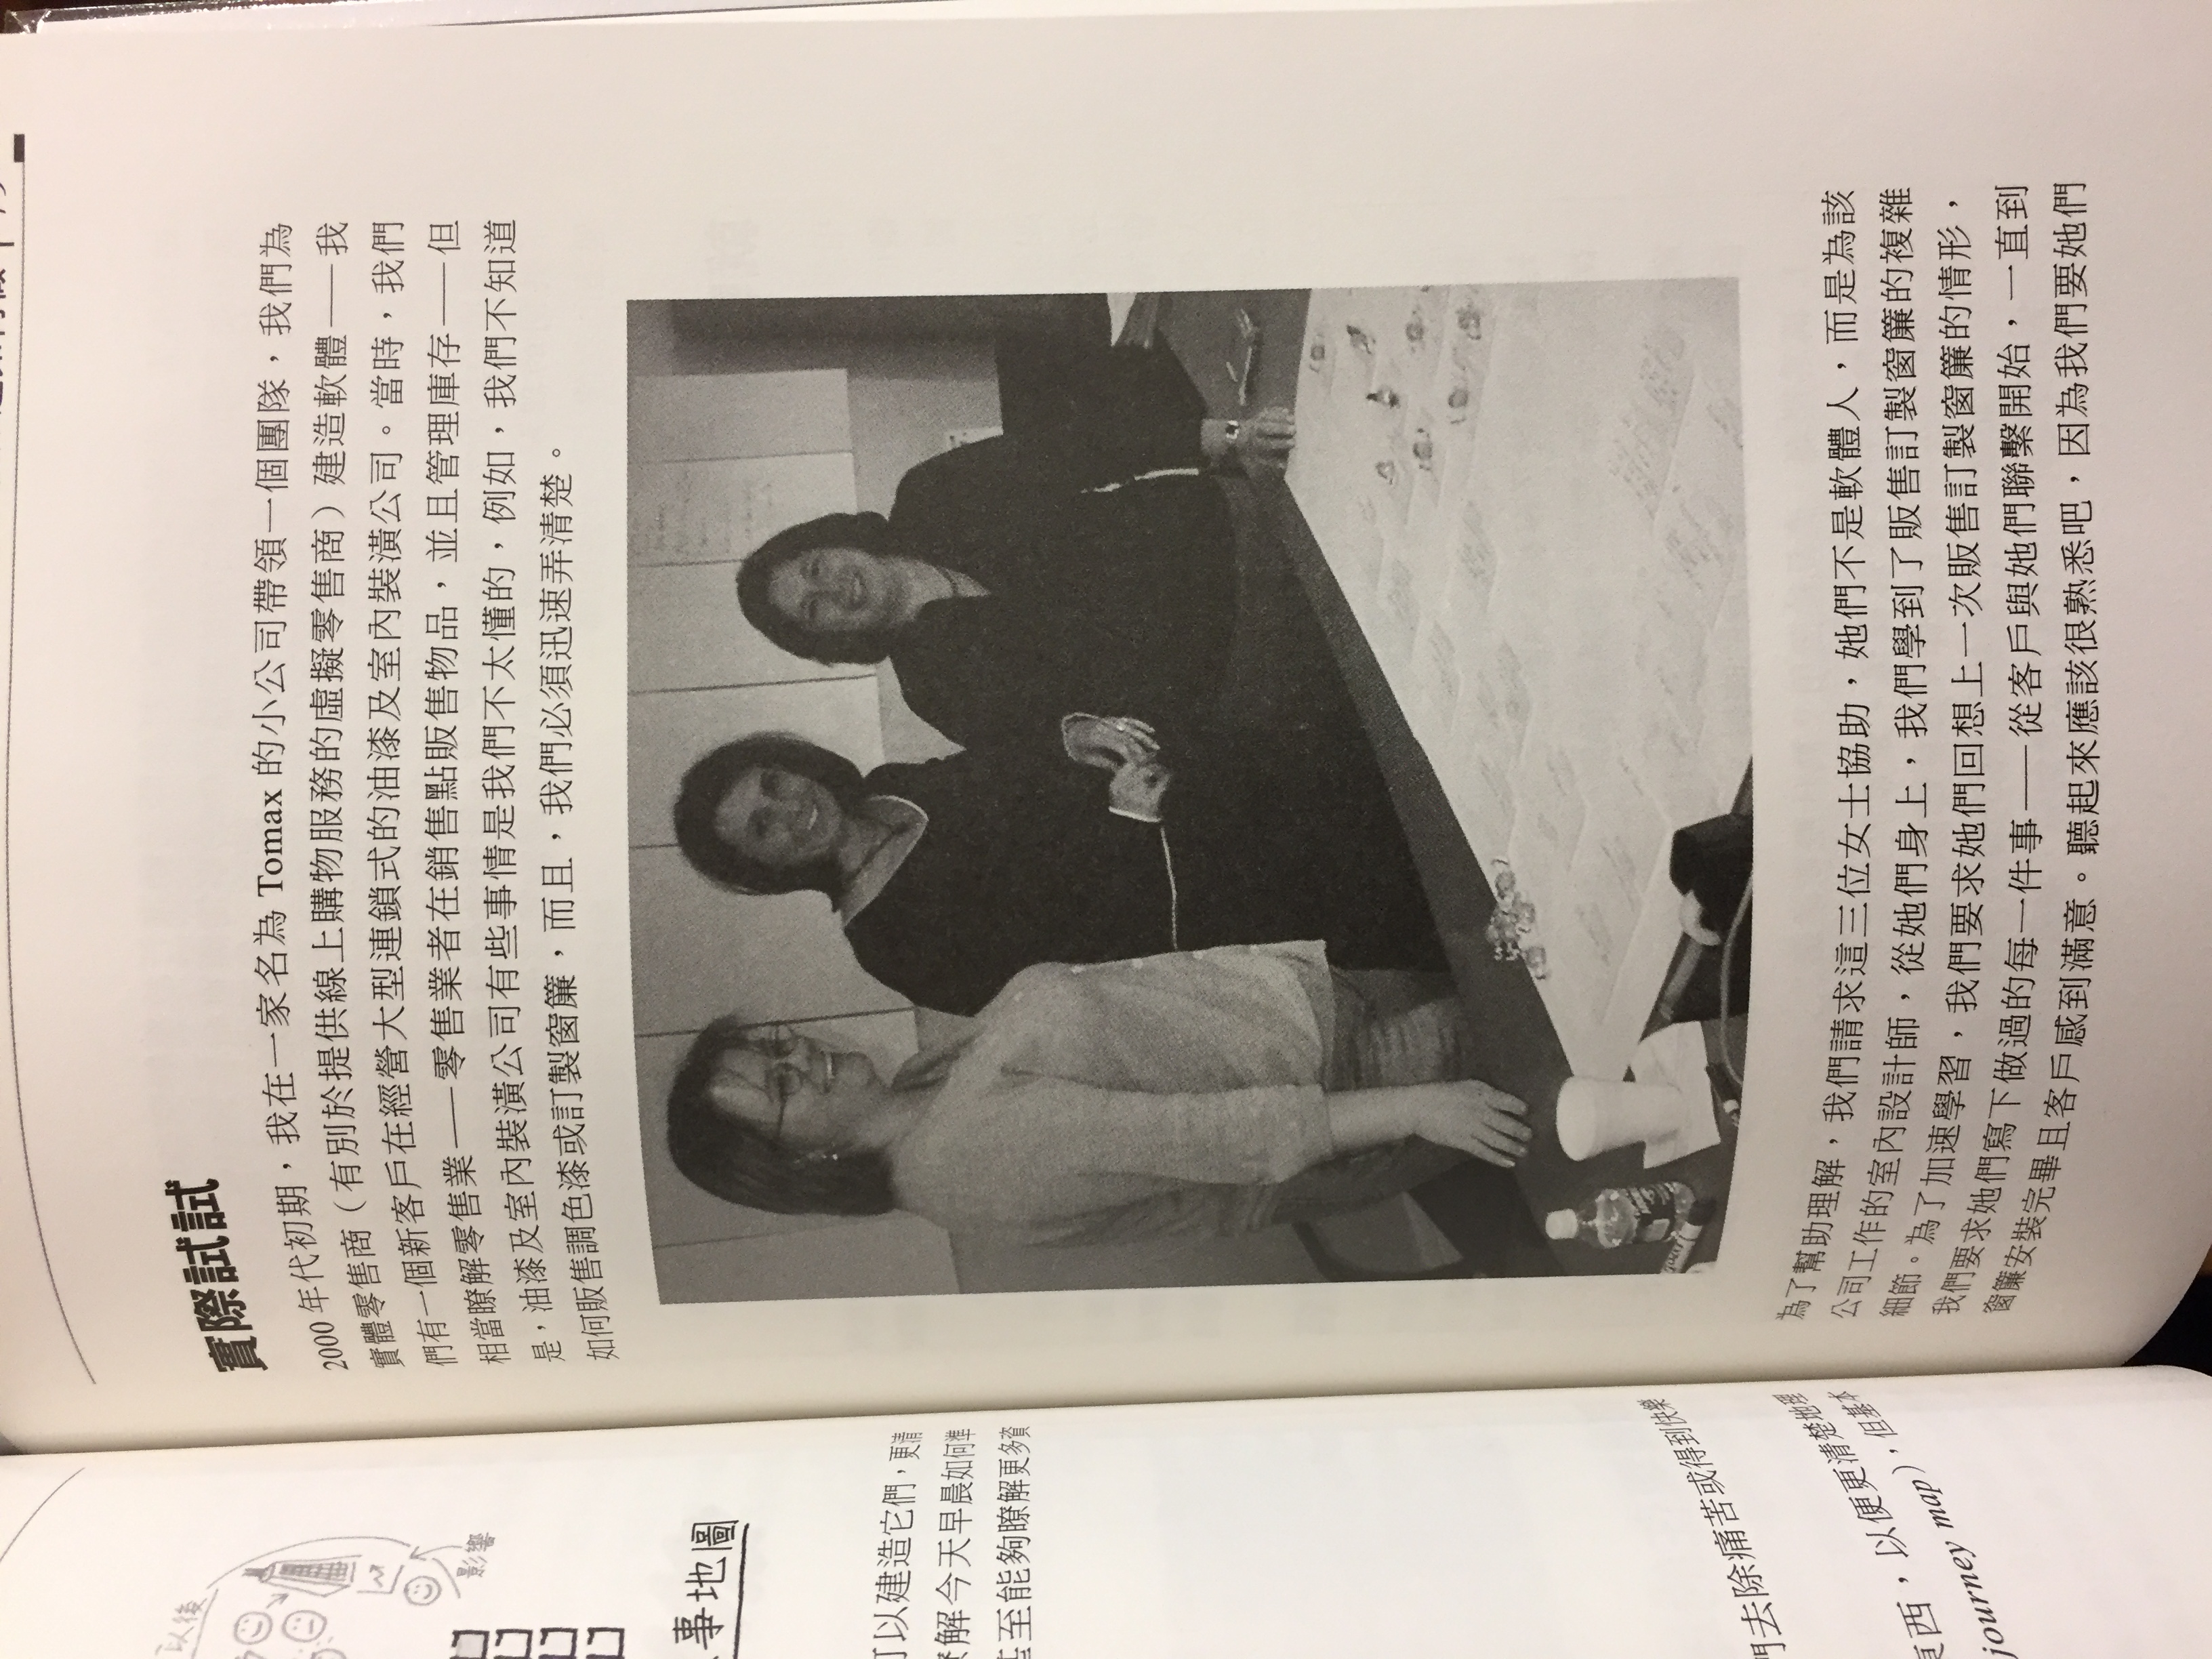 以後
影響
事地圖
可以建造它們，更清
解今天早晨如何準
至能夠瞭解更多資
們去除痛苦或得到快樂
東西，以便更清楚地理
journey map），但基本
實際試試
2000 年代初期，我在一家名為 Tomax 的小公司帶領一個團隊，我們為
實體零售商（有別於提供線上購物服務的虛擬零售商）建造軟體——我
們有一個新客戶在經營大型連鎖式的油漆及室內裝潢公司。當時，我們
相當瞭解零售業——零售業者在銷售點販售物品，並且管理庫存——但
是，油漆及室內裝潢公司有些事情是我們不太懂的，例如，我們不知道
如何販售調色漆或訂製窗簾，而且，我們必須迅速弄清楚。
為了幫助理解，我們請求這三位女士協助，她們不是軟體人，而是為該
公司工作的室內設計師，從她們身上，我們學到了販售訂製窗簾的複雜
細節。為了加速學習，我們要求她們回想上一次販售訂製窗簾的情形，
我們要求她們寫下做過的每一件事——從客戶與她們聯繫開始，一直到
窗簾安裝完畢且客戶感到滿意。聽起來應該很熟悉吧，因為我們要她們